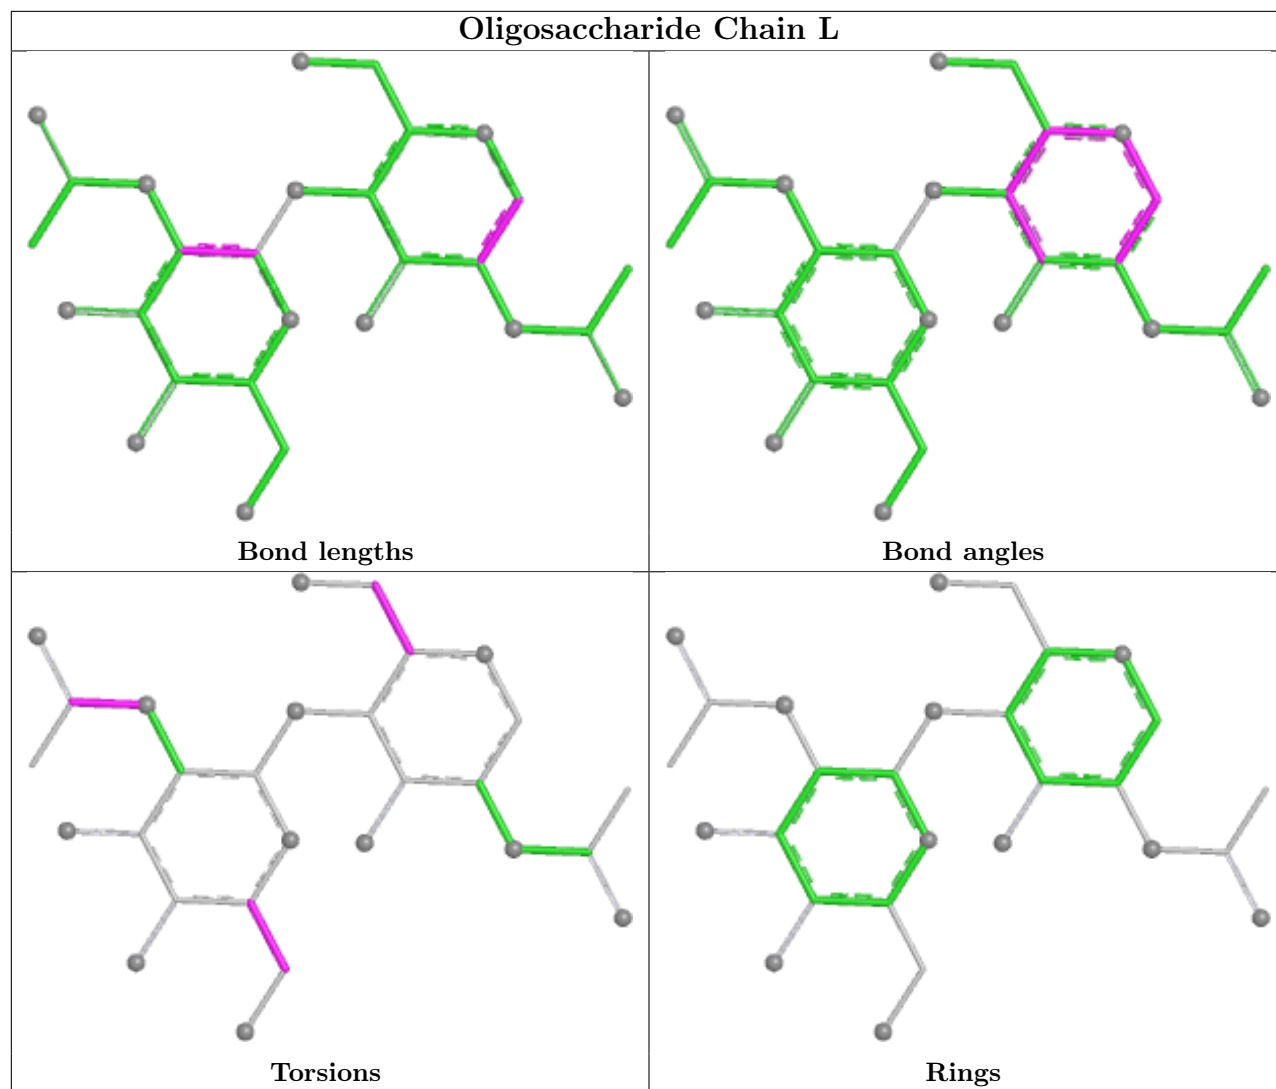 Oligosaccharide Chain L
Bond lengths
Bond angles
Torsions
Rings